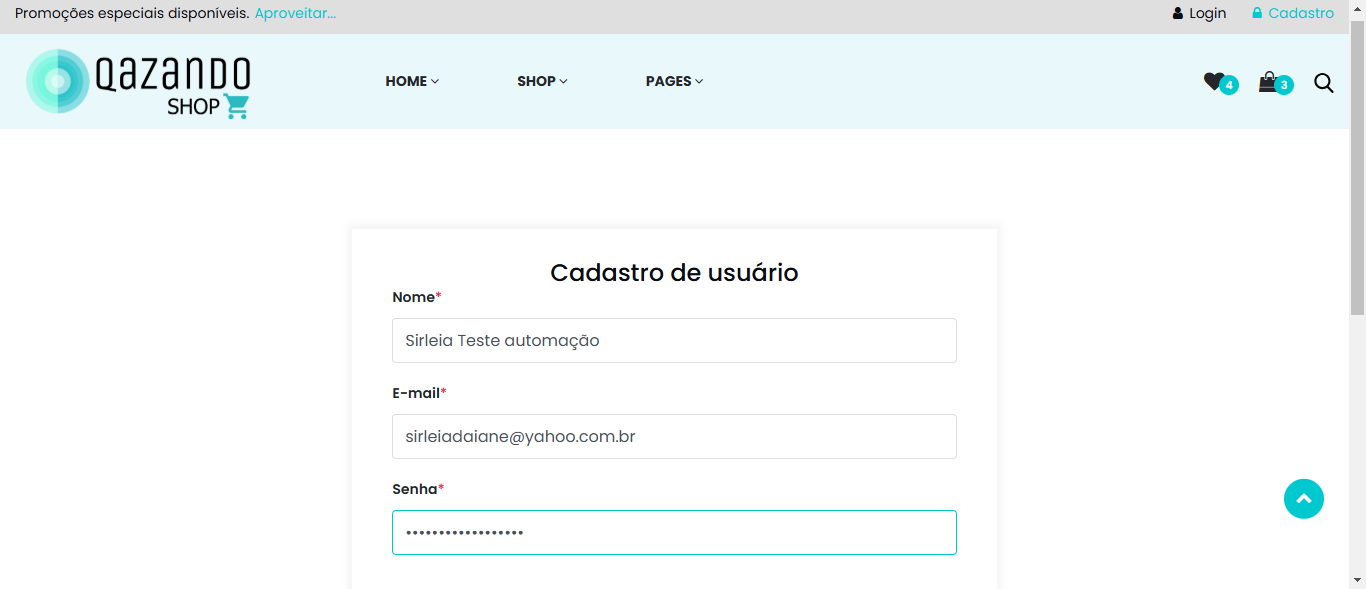 Promoções especiais disponíveis. Aproveitar...
Login
Cadastro
QAZANDO
SHOP
HOME
SHOP
PAGES
4
3
Cadastro de usuário
Nome*
Sirleia Teste automação
E-mail*
sirleiadaiane@yahoo.com.br
Senha*
••••••••••••••••••